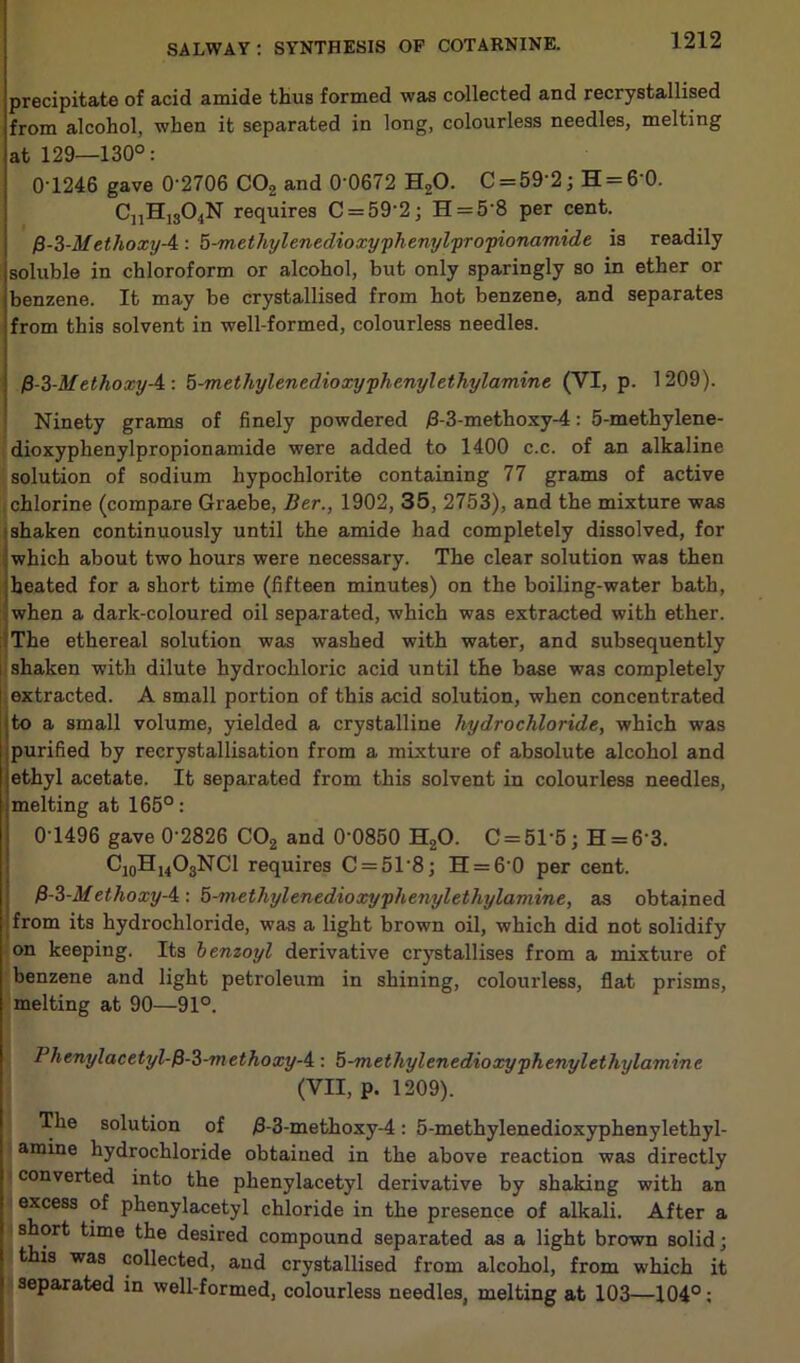 SALWAY: SYNTHESIS OF COTARNINE. 1212
precipitate of acid amide thus formed was collected and recrystallised
from alcohol, when it separated in long, colourless needles, melting
at 129—130°:
0·1246 gave 0·2706 CO₂ and 0·0672 H₂O. C=59·2; H=6·0.
C₁₁H₁₃O₄N requires C=59·2; H=5·8 per cent.
β-3-Methoxy-4 : 5-methylenedioxyphenylpropionamide is readily
soluble in chloroform or alcohol, but only sparingly so in ether or
benzene. It may be crystallised from hot benzene, and separates
from this solvent in well-formed, colourless needles.
β-3-Methoxy-4 : 5-methylenedioxyphenylethylamine (VI, p. 1209).
Ninety grams of finely powdered β-3-methoxy-4 : 5-methylene-
dioxyphenylpropionamide were added to 1400 c.c. of an alkaline
solution of sodium hypochlorite containing 77 grams of active
chlorine (compare Graebe, Ber., 1902, 35, 2753), and the mixture was
shaken continuously until the amide had completely dissolved, for
which about two hours were necessary. The clear solution was then
heated for a short time (fifteen minutes) on the boiling-water bath,
when a dark-coloured oil separated, which was extracted with ether.
The ethereal solution was washed with water, and subsequently
shaken with dilute hydrochloric acid until the base was completely
extracted. A small portion of this acid solution, when concentrated
to a small volume, yielded a crystalline hydrochloride, which was
purified by recrystallisation from a mixture of absolute alcohol and
ethyl acetate. It separated from this solvent in colourless needles,
melting at 165°:
0·1496 gave 0·2826 CO₂ and 0·0850 H₂O. C=51·5; H=6·3.
C₁₀H₁₄O₃NCl requires C=51·8; H=6·0 per cent.
β-3-Methoxy-4 : 5-methylenedioxyphenylethylamine, as obtained
from its hydrochloride, was a light brown oil, which did not solidify
on keeping. Its benzoyl derivative crystallises from a mixture of
benzene and light petroleum in shining, colourless, flat prisms,
melting at 90—91°.
Phenylacetyl-β-3-methoxy-4 : 5-methylenedioxyphenylethylamine
(VII, p. 1209).
The solution of β-3-methoxy-4 : 5-methylenedioxyphenylethyl-
amine hydrochloride obtained in the above reaction was directly
converted into the phenylacetyl derivative by shaking with an
excess of phenylacetyl chloride in the presence of alkali. After a
short time the desired compound separated as a light brown solid;
this was collected, and crystallised from alcohol, from which it
separated in well-formed, colourless needles, melting at 103—104°: